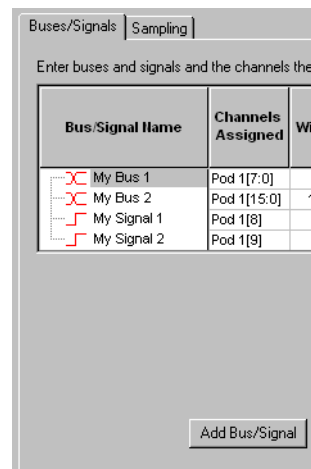 Buses/Signals Sampling
Enter buses and signals and the channels the
Bus/Signal Name Channels Assigned Wi
My Bus 1 Pod 1[7:0]
My Bus 2 Pod 1[15:0] 1
My Signal 1 Pod 1[8]
My Signal 2 Pod 1[9]
Add Bus/Signal